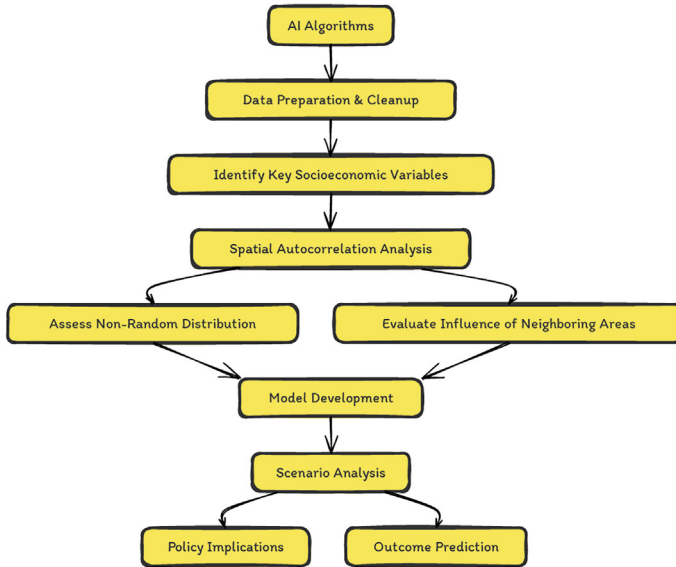 AI Algorithms
Data Preparation & Cleanup
Identify Key Socioeconomic Variables
Spatial Autocorrelation Analysis
Assess Non-Random Distribution
Evaluate Influence of Neighboring Areas
Model Development
Scenario Analysis
Policy Implications
Outcome Prediction